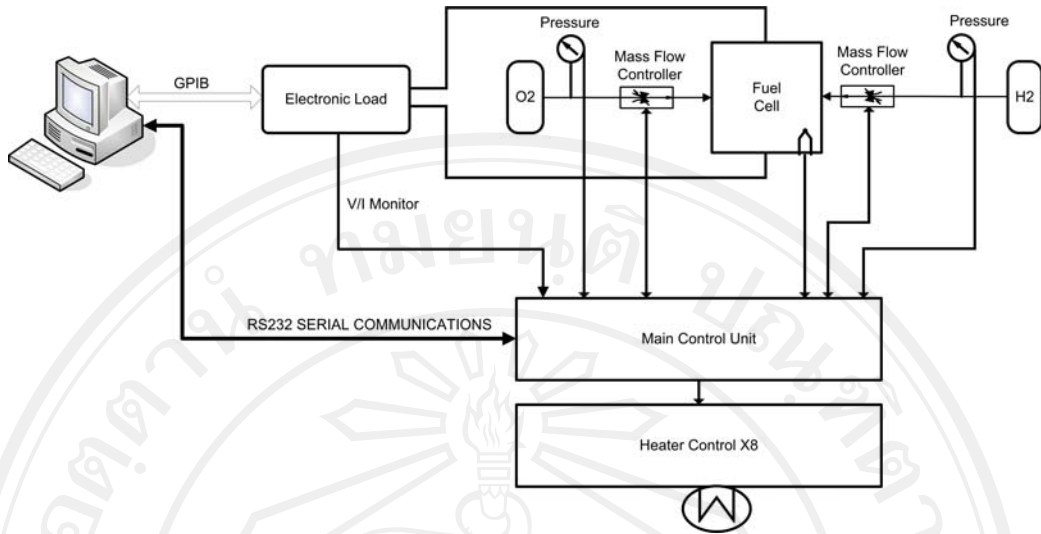 Pressure
Pressure
Mass Flow
Controller
Mass Flow
Controller
GPIB
Electronic Load
O2
Fuel
Cell
H2
V/I Monitor
RS232 SERIAL COMMUNICATIONS
Main Control Unit
Heater Control X8